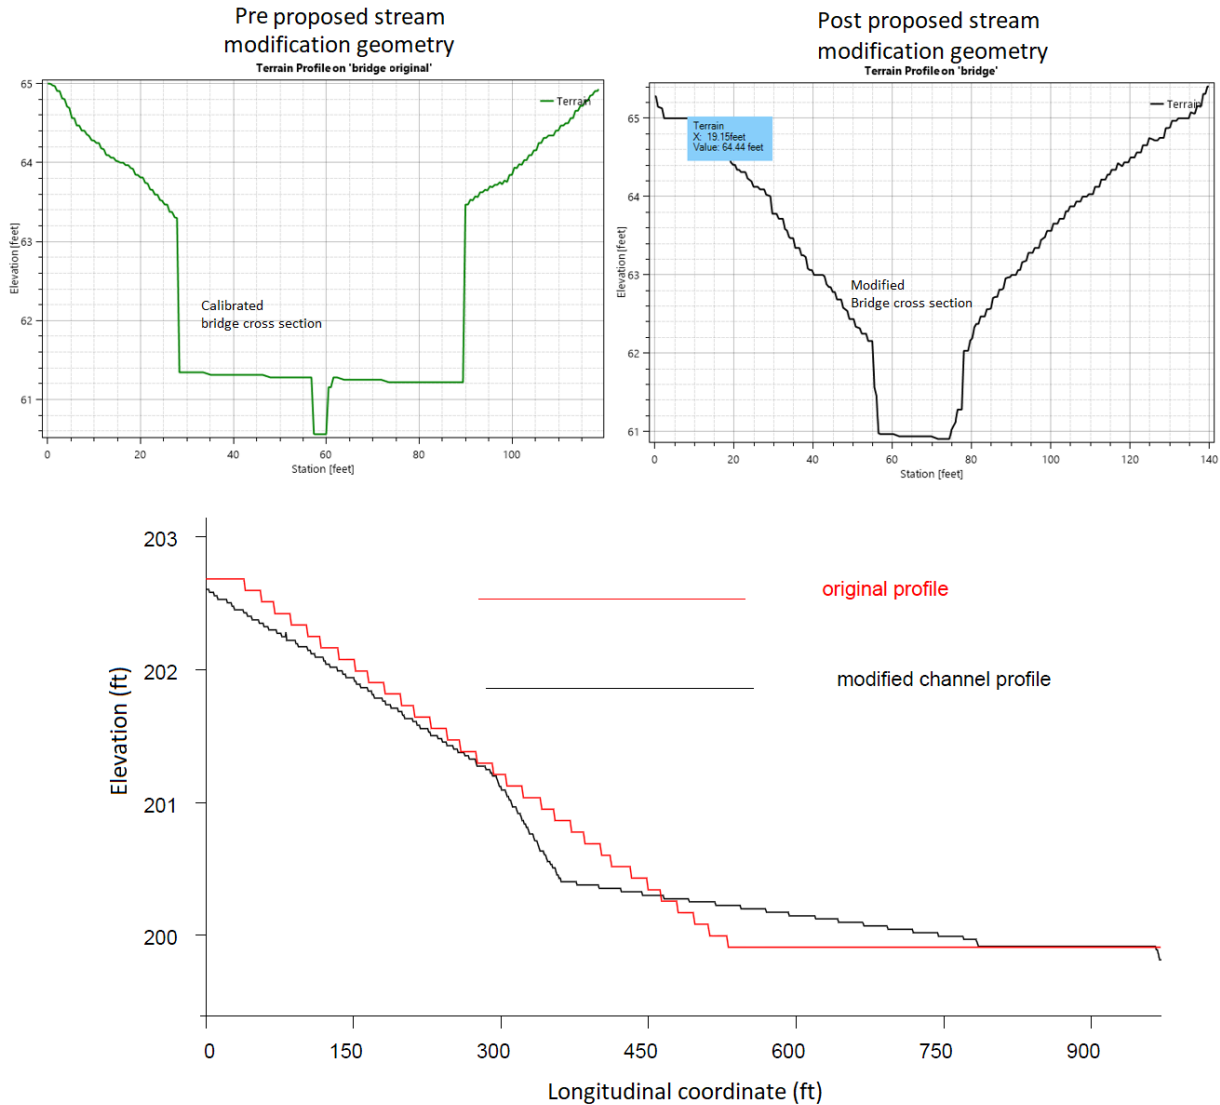 Pre proposed stream
modification geometry
Terrain Profile on 'bridge original'
65
64
63
62
61
Elevation [feet]
Terrain
Calibrated
bridge cross section
0
20
40
60
80
100
Station [feet]
Post proposed stream
modification geometry
Terrain Profile on 'bridge'
65
64
63
62
61
Elevation [feet]
Terrain
Terrain
X: 19.15feet
Value: 64.44 feet
Modified
Bridge cross section
0
20
40
60
80
100
120
140
Station [feet]
203
202
201
200
Elevation (ft)
original profile
modified channel profile
0
150
300
450
600
750
900
Longitudinal coordinate (ft)